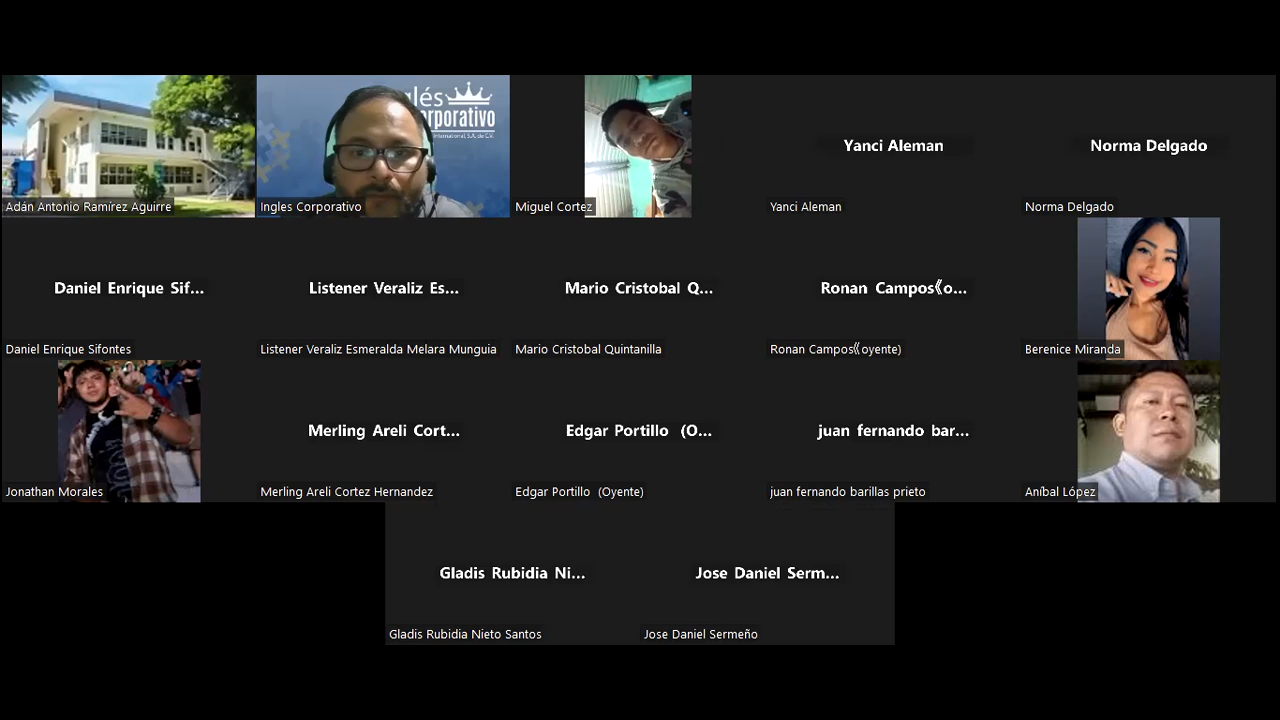 glés
orporativo
International, S.A. de C.V.
Adán Antonio Ramírez Aguirre
Ingles Corporativo
Miguel Cortez
Yanci Aleman
Yanci Aleman
Norma Delgado
Norma Delgado
Daniel Enrique Sif...
Daniel Enrique Sifontes
Listener Veraliz Es...
Listener Veraliz Esmeralda Melara Munguia
Mario Cristobal Q...
Mario Cristobal Quintanilla
Ronan Campos⟪o...
Ronan Campos⟪oyente)
Berenice Miranda
Jonathan Morales
Merling Areli Cort...
Merling Areli Cortez Hernandez
Edgar Portillo (O...
Edgar Portillo (Oyente)
juan fernando bar...
juan fernando barillas prieto
Aníbal López
Gladis Rubidia Ni...
Gladis Rubidia Nieto Santos
Jose Daniel Serm...
Jose Daniel Sermeño